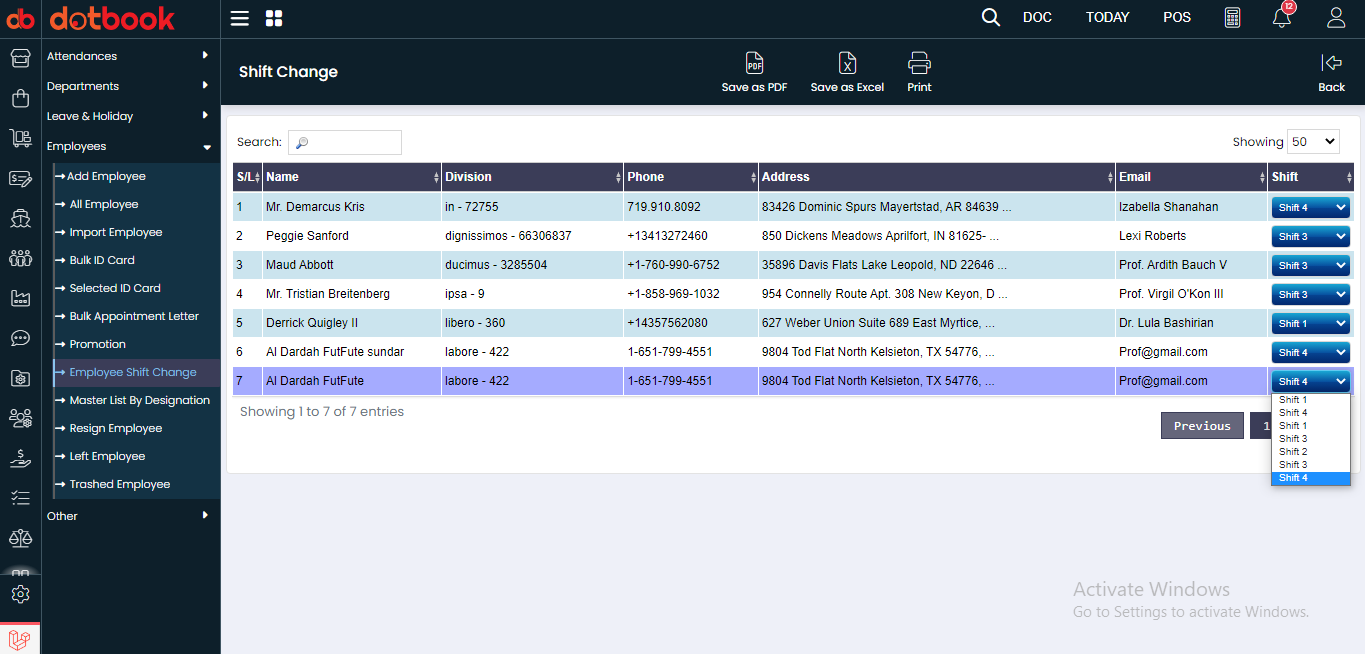 db dotbook DOC TODAY POS 12
Shift Change
Save as PDF Save as Excel Print Back
Attendances
Departments
Leave & Holiday
Employees
→Add Employee
→ All Employee
→ Import Employee
→ Bulk ID Card
→ Selected ID Card
→ Bulk Appointment Letter
→ Promotion
→ Employee Shift Change
→ Master List By Designation
→ Resign Employee
→ Left Employee
→ Trashed Employee
Other
Search: Showing 50
S/L Name Division Phone Address Email Shift
1 Mr. Demarcus Kris in - 72755 719.910.8092 83426 Dominic Spurs Mayertstad, AR 84639 ... Izabella Shanahan Shift 4
2 Peggie Sanford dignissimos - 66306837 +13413272460 850 Dickens Meadows Aprilfort, IN 81625- ... Lexi Roberts Shift 3
3 Maud Abbott ducimus - 3285504 +1-760-990-6752 35896 Davis Flats Lake Leopold, ND 22646 ... Prof. Ardith Bauch V Shift 3
4 Mr. Tristian Breitenberg ipsa - 9 +1-858-969-1032 954 Connelly Route Apt. 308 New Keyon, D ... Prof. Virgil O'Kon III Shift 3
5 Derrick Quigley II libero - 360 +14357562080 627 Weber Union Suite 689 East Myrtice, ... Dr. Lula Bashirian Shift 1
6 Al Dardah FutFute sundar labore - 422 1-651-799-4551 9804 Tod Flat North Kelsieton, TX 54776, ... Prof@gmail.com Shift 4
7 Al Dardah FutFute labore - 422 1-651-799-4551 9804 Tod Flat North Kelsieton, TX 54776, ... Prof@gmail.com Shift 4
Shift 1
Shift 4
Shift 1
Shift 3
Shift 2
Shift 3
Shift 4
Showing 1 to 7 of 7 entries
Previous 1
Activate Windows
Go to Settings to activate Windows.